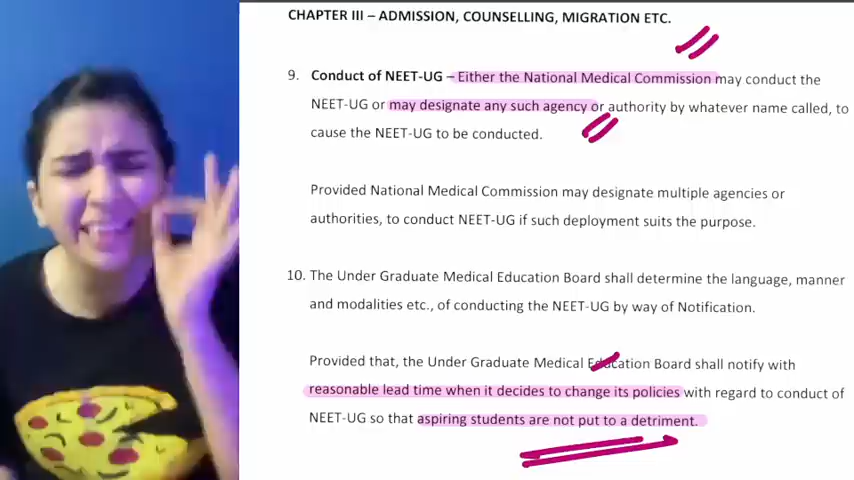 CHAPTER III – ADMISSION, COUNSELLING, MIGRATION ETC.
9. Conduct of NEET-UG – Either the National Medical Commission may conduct the
NEET-UG or may designate any such agency or authority by whatever name called, to
cause the NEET-UG to be conducted.
Provided National Medical Commission may designate multiple agencies or
authorities, to conduct NEET-UG if such deployment suits the purpose.
10. The Under Graduate Medical Education Board shall determine the language, manner
and modalities etc., of conducting the NEET-UG by way of Notification.
Provided that, the Under Graduate Medical Education Board shall notify with
reasonable lead time when it decides to change its policies with regard to conduct of
NEET-UG so that aspiring students are not put to a detriment.